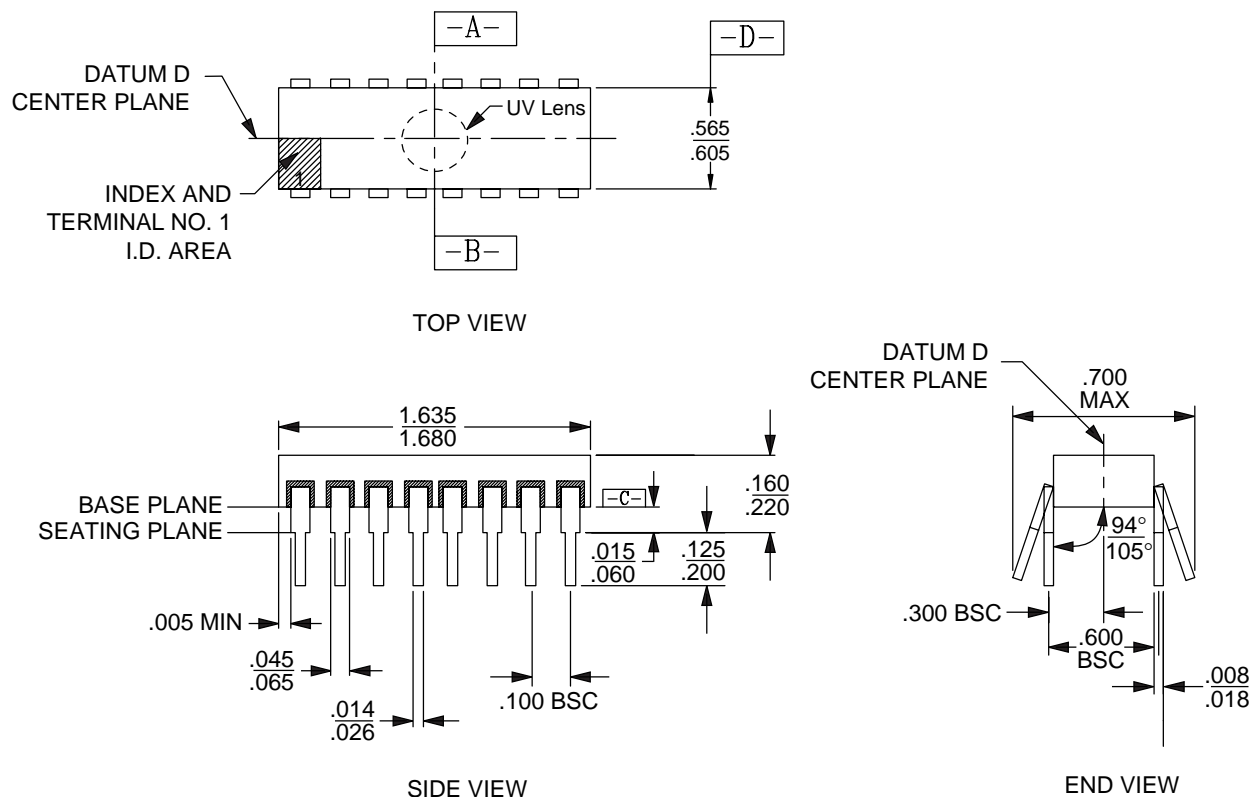 -A-
-D-
DATUM D
CENTER PLANE
UV Lens
.565
.605
1
INDEX AND
TERMINAL NO. 1
I.D. AREA
-B-
TOP VIEW
DATUM D
CENTER PLANE
.700
MAX
1.635
1.680
BASE PLANE
SEATING PLANE
-C-
.160
.220
.015
.060
.125
.200
94°
105°
.005 MIN
.300 BSC
.600
BSC
.045
.065
.014
.026
.100 BSC
.008
.018
SIDE VIEW
END VIEW